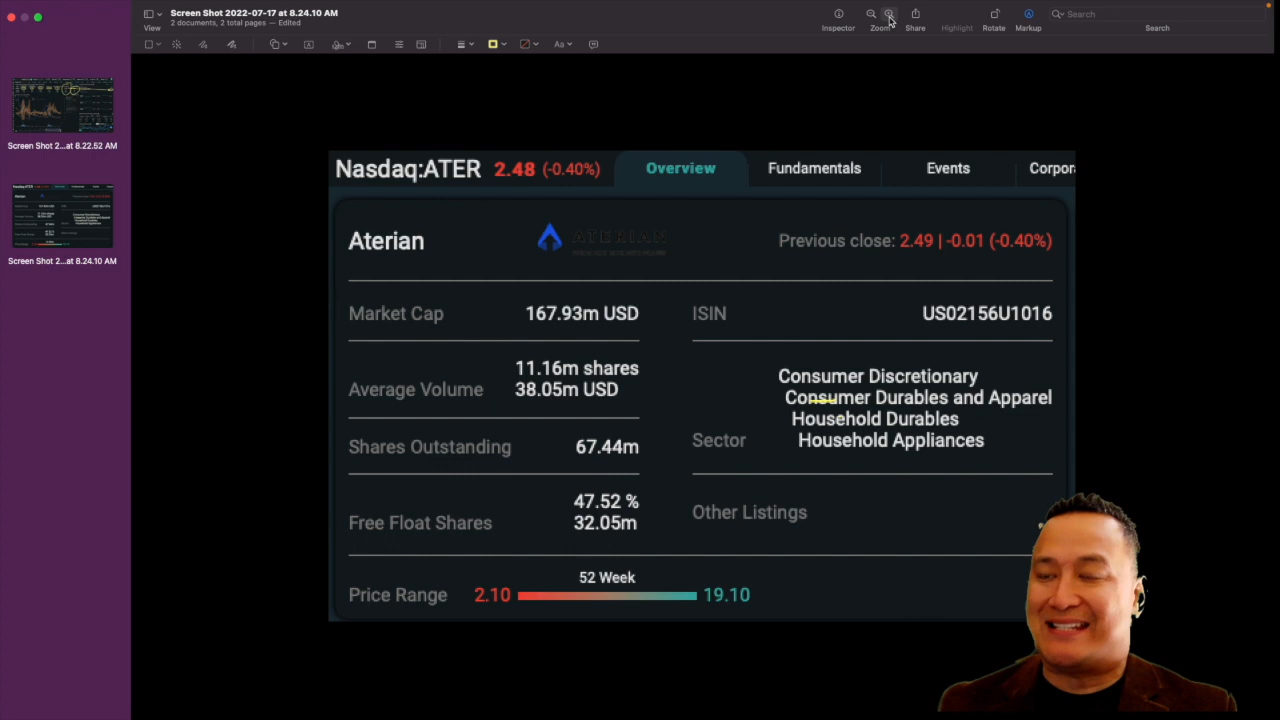 Screen Shot 2022-07-17 at 8.24.10 AM
2 documents, 2 total pages – Edited
View
Inspector
Zoom
Share
Highlight
Rotate
Markup
Search
Search
Aa
Screen Shot 2...at 8.22.52 AM
Screen Shot 2...at 8.24.10 AM
Nasdaq:ATER 2.48 (-0.40%)
Overview
Fundamentals
Events
Corpor
Aterian
ATERIAN
Previous close: 2.49 | -0.01 (-0.40%)
Market Cap 167.93m USD
ISIN US02156U1016
Average Volume 11.16m shares
38.05m USD
Shares Outstanding 67.44m
Free Float Shares 47.52 %
32.05m
Sector Consumer Discretionary
Consumer Durables and Apparel
Household Durables
Household Appliances
Other Listings
52 Week
Price Range 2.10 19.10